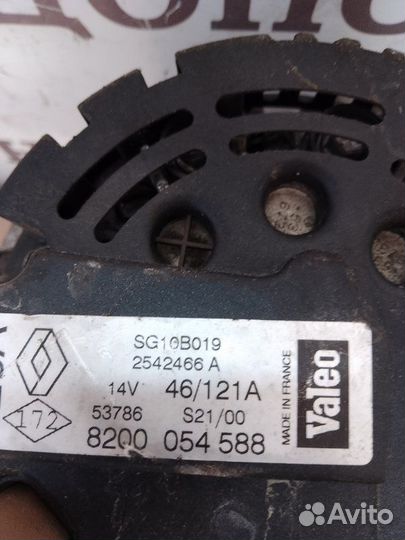 SG10B019
2542466 A
14V 46/121A
53786 S21/00
8200 054 588
172
MADE IN FRANCE
Valeo
Avito